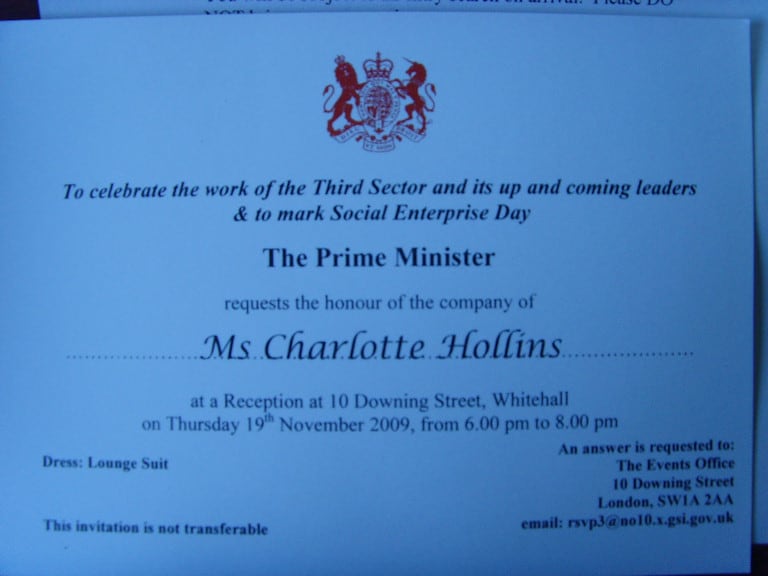 To celebrate the work of the Third Sector and its up and coming leaders
& to mark Social Enterprise Day
The Prime Minister
requests the honour of the company of
Ms Charlotte Hollins
at a Reception at 10 Downing Street, Whitehall
on Thursday 19th November 2009, from 6.00 pm to 8.00 pm
Dress: Lounge Suit
This invitation is not transferable
An answer is requested to:
The Events Office
10 Downing Street
London, SW1A 2AA
email: rsvp3@no10.x.gsi.gov.uk